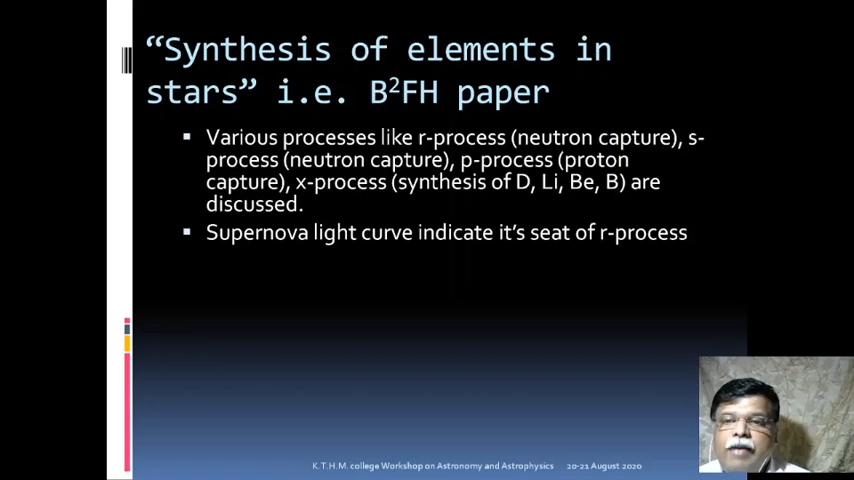 “Synthesis of elements in
stars” i.e. B²FH paper
▪ Various processes like r-process (neutron capture), s-
process (neutron capture), p-process (proton
capture), x-process (synthesis of D, Li, Be, B) are
discussed.
▪ Supernova light curve indicate it’s seat of r-process
K.T.H.M. college Workshop on Astronomy and Astrophysics 20-21 August 2020